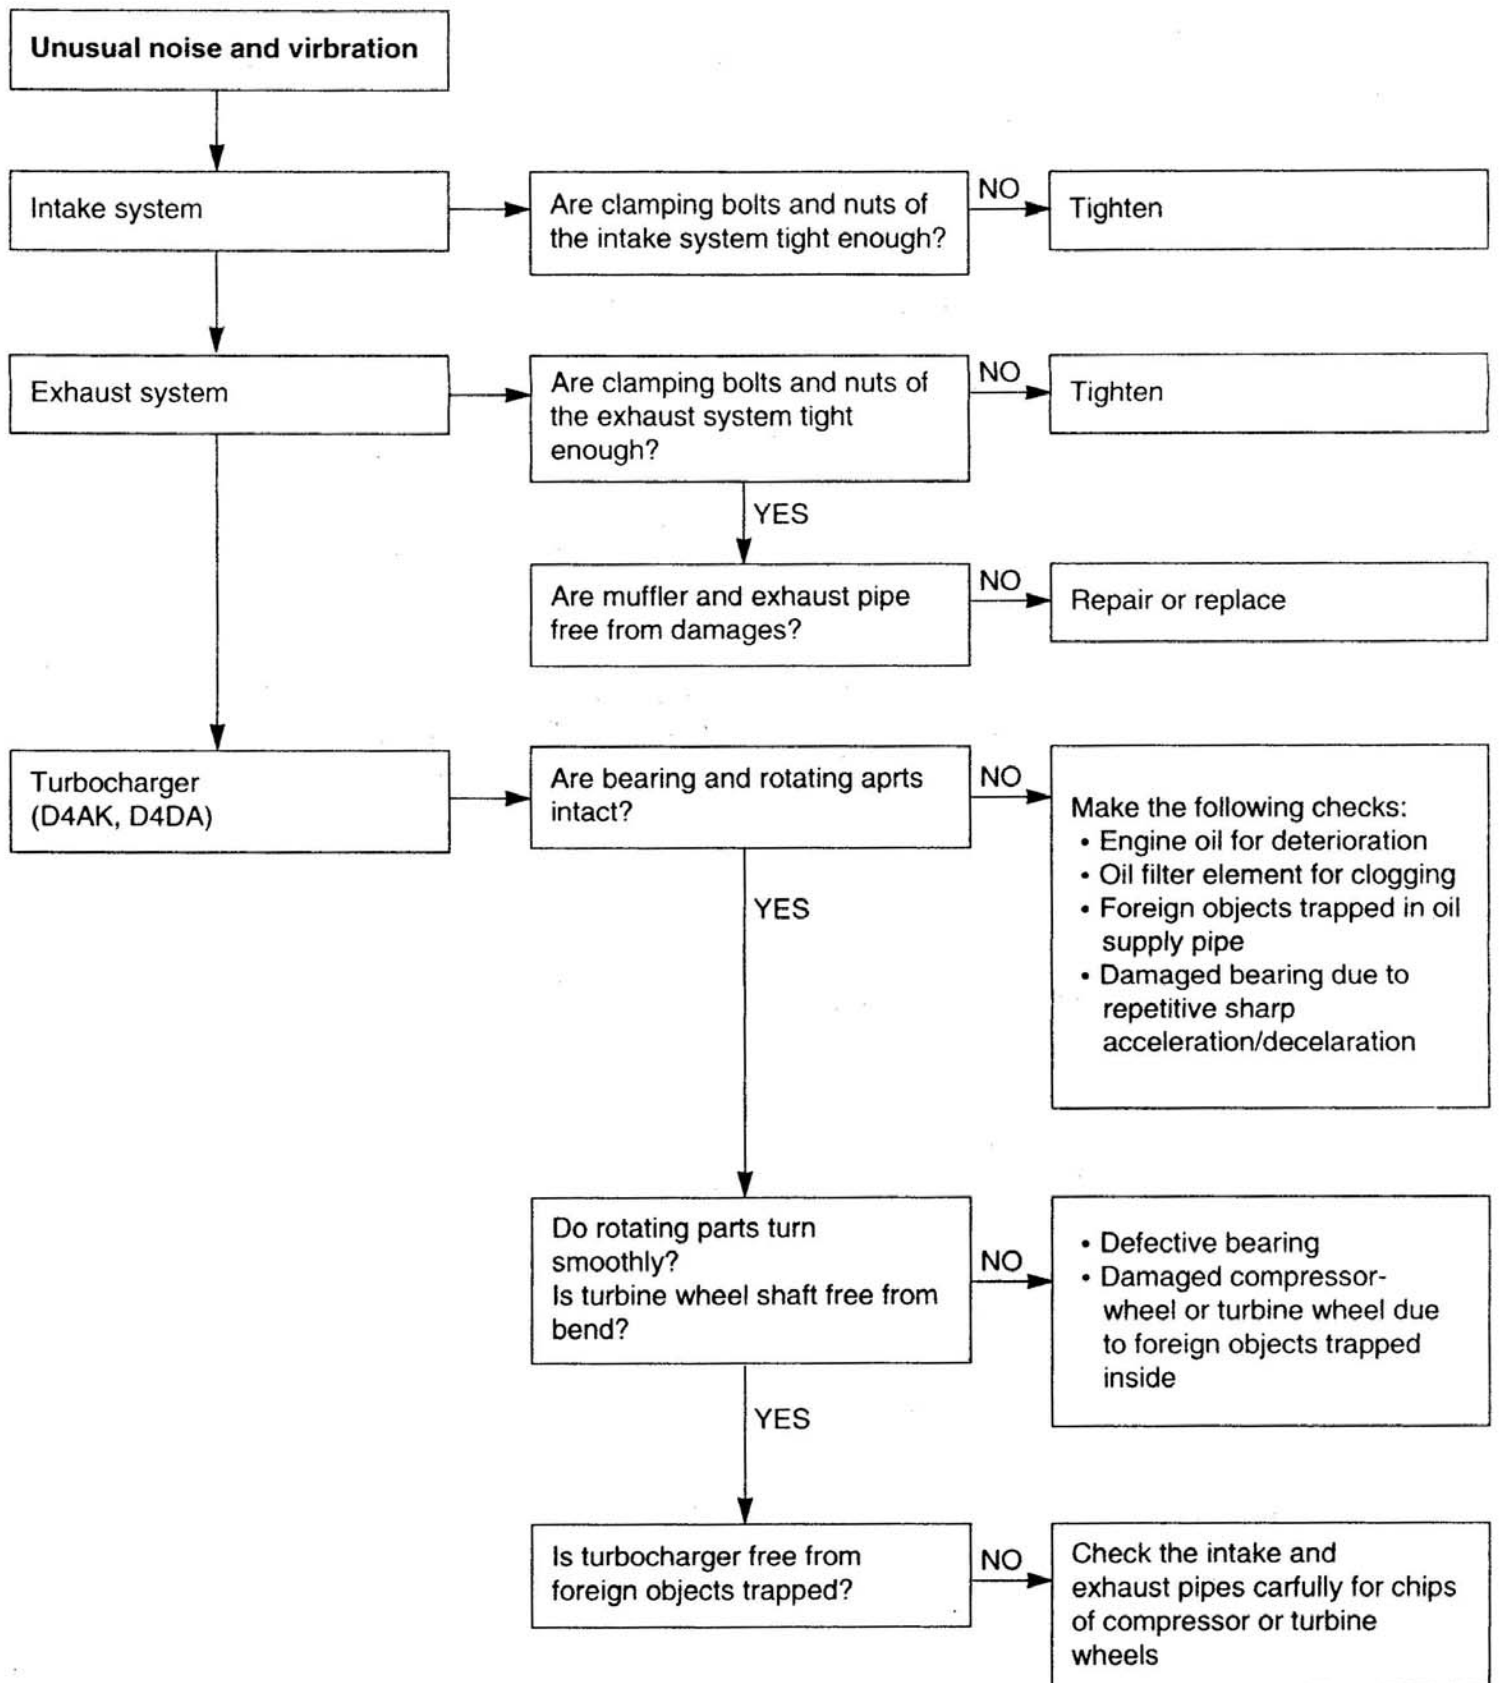 Unusual noise and virbration
Intake system
Are clamping bolts and nuts of
the intake system tight enough?
NO
Tighten
Exhaust system
Are clamping bolts and nuts of
the exhaust system tight
enough?
NO
Tighten
YES
Are muffler and exhaust pipe
free from damages?
NO
Repair or replace
Turbocharger
(D4AK, D4DA)
Are bearing and rotating aprts
intact?
NO
Make the following checks:
• Engine oil for deterioration
• Oil filter element for clogging
• Foreign objects trapped in oil
supply pipe
• Damaged bearing due to
repetitive sharp
acceleration/decelaration
YES
Do rotating parts turn
smoothly?
Is turbine wheel shaft free from
bend?
NO
• Defective bearing
• Damaged compressor-
wheel or turbine wheel due
to foreign objects trapped
inside
YES
Is turbocharger free from
foreign objects trapped?
NO
Check the intake and
exhaust pipes carfully for chips
of compressor or turbine
wheels